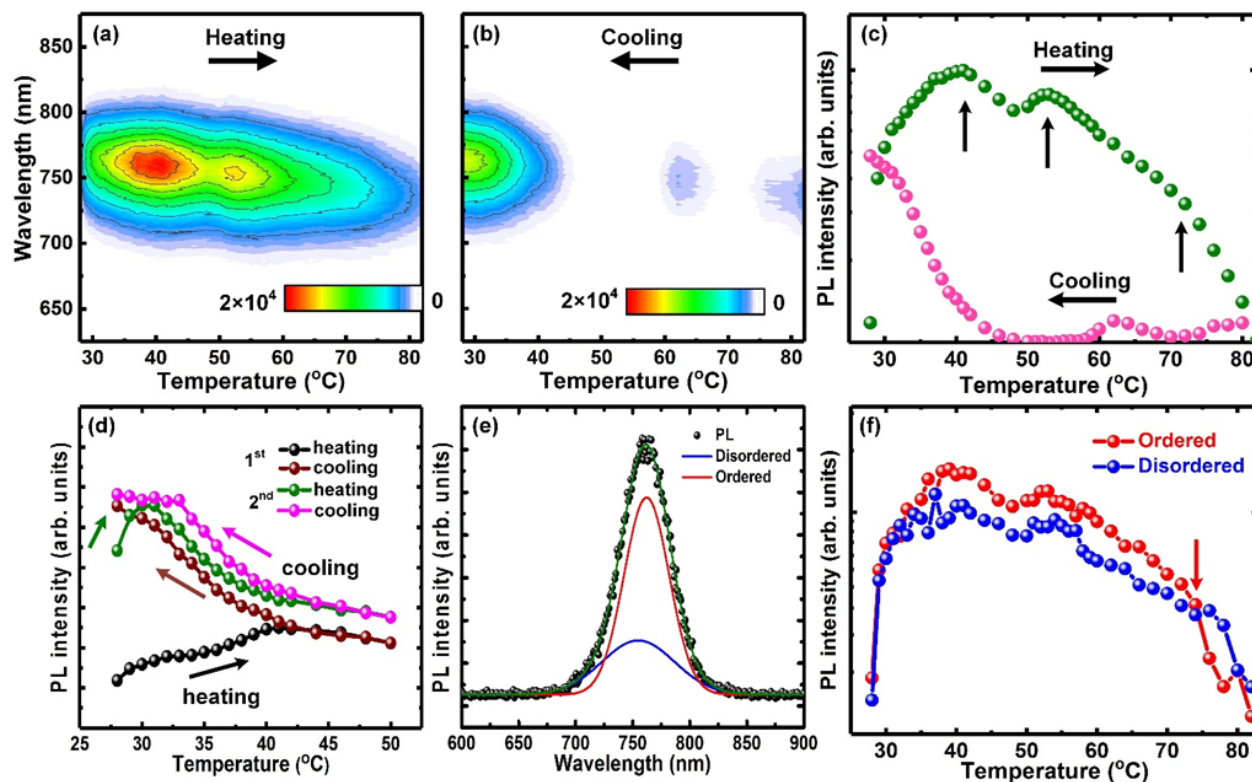 (a)
Heating
Wavelength (nm)
850
800
750
700
650
2×10⁴
0
30 40 50 60 70 80
Temperature (°C)
(b)
Cooling
2×10⁴
0
30 40 50 60 70 80
Temperature (°C)
(c)
Heating
Cooling
PL intensity (arb. units)
30 40 50 60 70 80
Temperature (°C)
(d)
1st
heating
cooling
2nd
heating
cooling
cooling
heating
PL intensity (arb. units)
25 30 35 40 45 50
Temperature (°C)
(e)
PL
Disordered
Ordered
PL intensity (arb. units)
600 650 700 750 800 850 900
Wavelength (nm)
(f)
Ordered
Disordered
PL intensity (arb. units)
30 40 50 60 70 80
Temperature (°C)